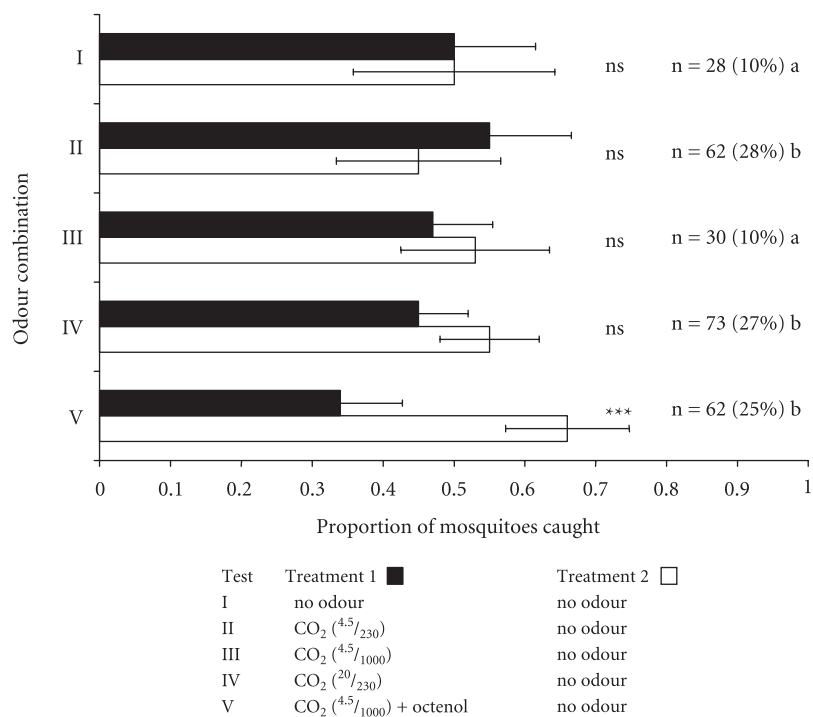 Odour combination
I ns n = 28 (10%) a
II ns n = 62 (28%) b
III ns n = 30 (10%) a
IV ns n = 73 (27%) b
V *** n = 62 (25%) b
0 0.1 0.2 0.3 0.4 0.5 0.6 0.7 0.8 0.9 1
Proportion of mosquitoes caught
Test Treatment 1 Treatment 2
I no odour no odour
II CO₂ (⁴·⁵/₂₃₀) no odour
III CO₂ (⁴·⁵/₁₀₀₀) no odour
IV CO₂ (²⁰/₂₃₀) no odour
V CO₂ (⁴·⁵/₁₀₀₀) + octenol no odour